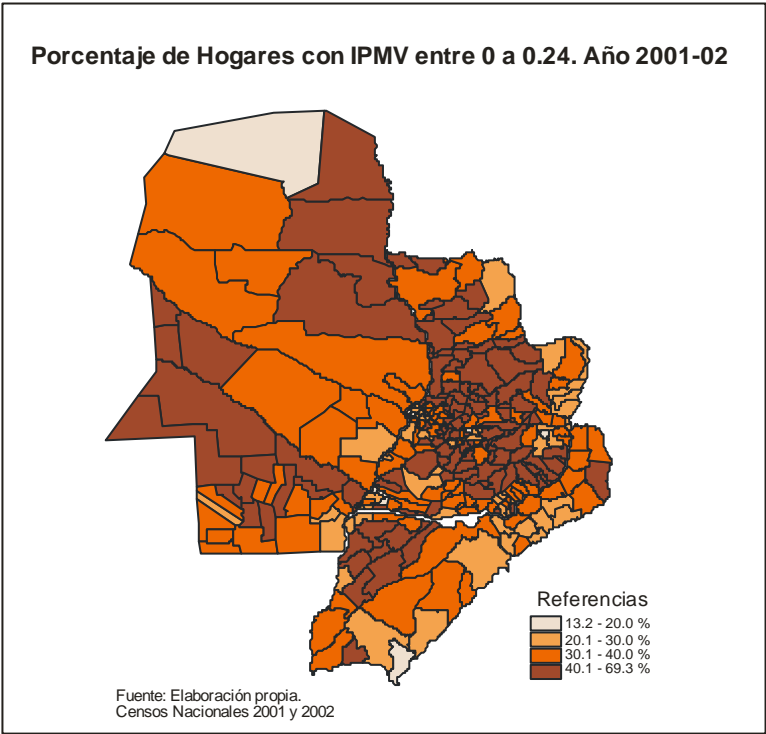 Porcentaje de Hogares con IPMV entre 0 a 0.24. Año 2001-02
Referencias
13.2 - 20.0 %
20.1 - 30.0 %
30.1 - 40.0 %
40.1 - 69.3 %
Fuente: Elaboración propia.
Censos Nacionales 2001 y 2002